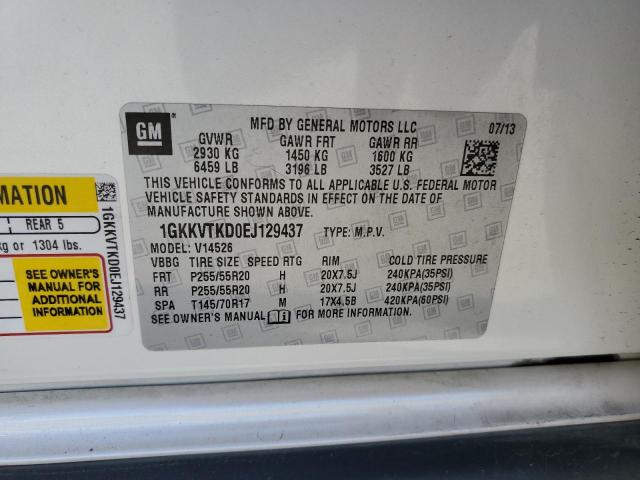 GM
MFD BY GENERAL MOTORS LLC 07/13
GVWR GAWR FRT GAWR RR
2930 KG 1450 KG 1600 KG
6459 LB 3196 LB 3527 LB
THIS VEHICLE CONFORMS TO ALL APPLICABLE U.S. FEDERAL MOTOR
VEHICLE SAFETY STANDARDS IN EFFECT ON THE DATE OF
MANUFACTURE SHOWN ABOVE.
1GKKVTKD0EJ129437 TYPE: M.P.V.
MODEL: V14526
VBBG TIRE SIZE SPEED RTG RIM COLD TIRE PRESSURE
FRT P255/55R20 H 20X7.5J 240KPA(35PSI)
RR P255/55R20 H 20X7.5J 240KPA(35PSI)
SPA T145/70R17 M 17X4.5B 420KPA(60PSI)
SEE OWNER'S MANUAL FOR MORE INFORMATION.
MATION
REAR 5
kg or 1304 lbs.
SEE OWNER'S
MANUAL FOR
ADDITIONAL
INFORMATION
1GKKVTKD0EJ129437